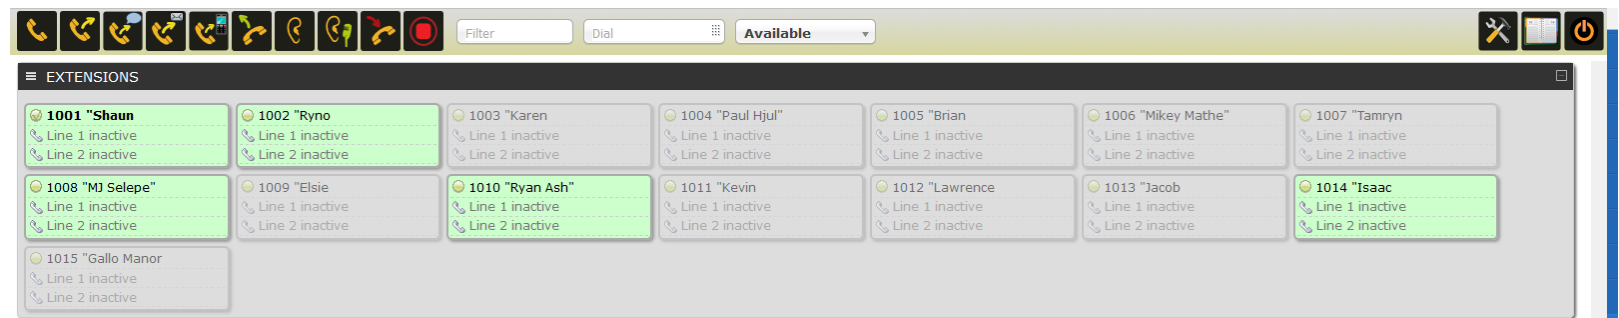 Filter
Dial
Available
EXTENSIONS
1001 "Shaun
Line 1 inactive
Line 2 inactive
1002 "Ryno
Line 1 inactive
Line 2 inactive
1003 "Karen
Line 1 inactive
Line 2 inactive
1004 "Paul Hjul"
Line 1 inactive
Line 2 inactive
1005 "Brian
Line 1 inactive
Line 2 inactive
1006 "Mikey Mathe"
Line 1 inactive
Line 2 inactive
1007 "Tamryn
Line 1 inactive
Line 2 inactive
1008 "MJ Selepe"
Line 1 inactive
Line 2 inactive
1009 "Elsie
Line 1 inactive
Line 2 inactive
1010 "Ryan Ash"
Line 1 inactive
Line 2 inactive
1011 "Kevin
Line 1 inactive
Line 2 inactive
1012 "Lawrence
Line 1 inactive
Line 2 inactive
1013 "Jacob
Line 1 inactive
Line 2 inactive
1014 "Isaac
Line 1 inactive
Line 2 inactive
1015 "Gallo Manor
Line 1 inactive
Line 2 inactive